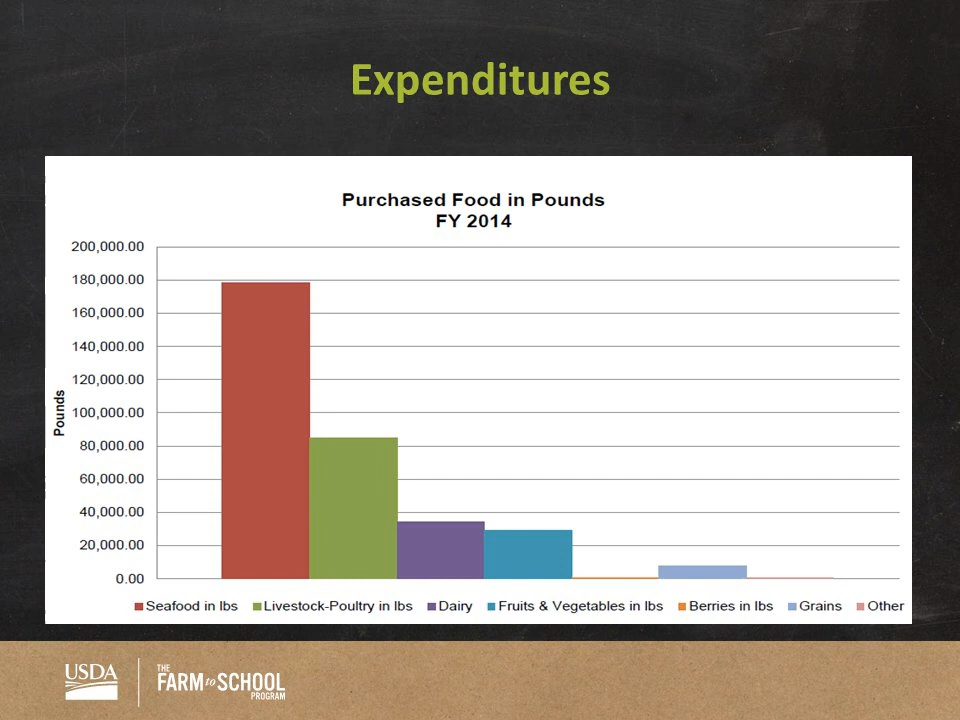 Expenditures
Purchased Food in Pounds
FY 2014
200,000.00
180,000.00
160,000.00
140,000.00
120,000.00
100,000.00
80,000.00
60,000.00
40,000.00
20,000.00
0.00
Pounds
Seafood in lbs Livestock-Poultry in lbs Dairy Fruits & Vegetables in lbs Berries in lbs Grains Other
USDA
THE
FARM to SCHOOL
PROGRAM